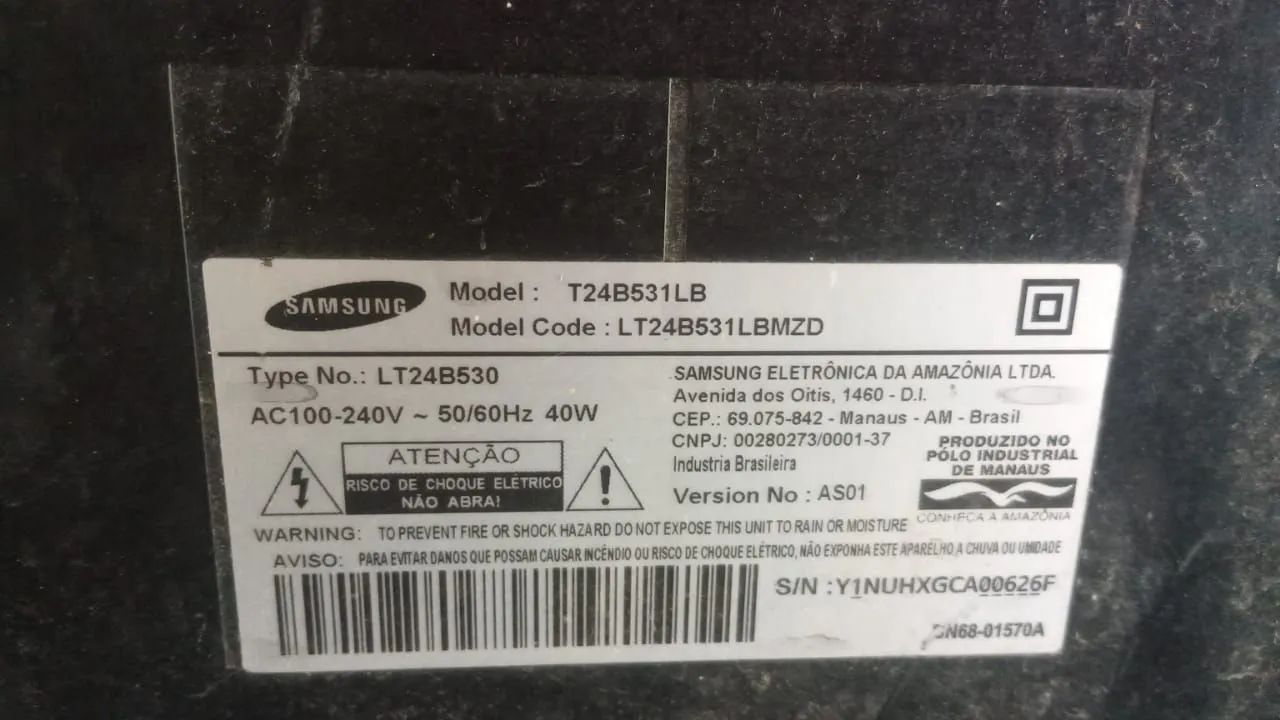 SAMSUNG
Model : T24B531LB
Model Code : LT24B531LBMZD
Type No.: LT24B530
AC100-240V ~ 50/60Hz 40W
SAMSUNG ELETRÔNICA DA AMAZÔNIA LTDA.
Avenida dos Oitis, 1460 - D.I.
CEP.: 69.075-842 - Manaus - AM - Brasil
CNPJ: 00280273/0001-37
Industria Brasileira
Version No : AS01
PRODUZIDO NO
PÓLO INDUSTRIAL
DE MANAUS
CONHEÇA A AMAZÔNIA
ATENÇÃO
RISCO DE CHOQUE ELÉTRICO
NÃO ABRA!
WARNING: TO PREVENT FIRE OR SHOCK HAZARD DO NOT EXPOSE THIS UNIT TO RAIN OR MOISTURE
AVISO: PARA EVITAR DANOS QUE POSSAM CAUSAR INCÊNDIO OU RISCO DE CHOQUE ELÉTRICO, NÃO EXPONHA ESTE APARELHO A CHUVA OU UMIDADE
S/N :Y1NUHXGCA00626F
BN68-01570A